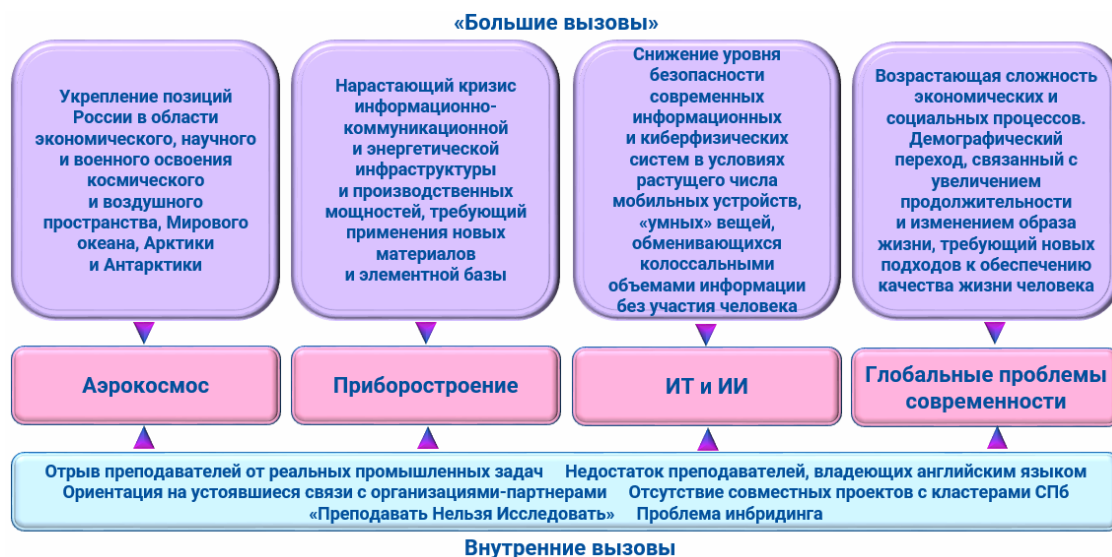 «Большие вызовы»
Укрепление позиций
России в области
экономического, научного
и военного освоения
космического
и воздушного
пространства, Мирового
океана, Арктики
и Антарктики
Нарастающий кризис
информационно-
коммуникационной
и энергетической
инфраструктуры
и производственных
мощностей, требующий
применения новых
материалов
и элементной базы
Снижение уровня
безопасности
современных
информационных
и киберфизических
систем в условиях
растущего числа
мобильных устройств,
«умных» вещей,
обменивающихся
колоссальными
объемами информации
без участия человека
Возрастающая сложность
экономических и
социальных процессов.
Демографический
переход, связанный с
увеличением
продолжительности
и изменением образа
жизни, требующий новых
подходов к обеспечению
качества жизни человека
Аэрокосмос
Приборостроение
ИТ и ИИ
Глобальные проблемы
современности
Отрыв преподавателей от реальных промышленных задач Недостаток преподавателей, владеющих английским языком
Ориентация на устоявшиеся связи с организациями-партнерами Отсутствие совместных проектов с кластерами СПб
«Преподавать Нельзя Исследовать» Проблема инбридинга
Внутренние вызовы